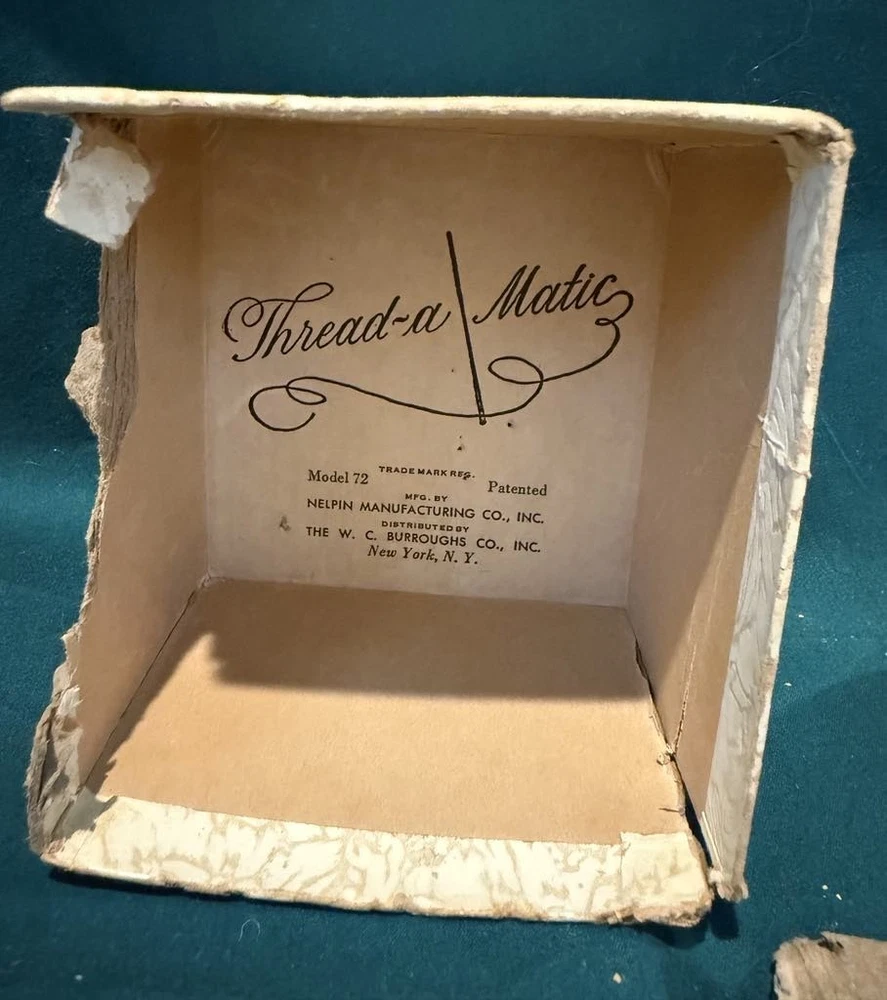 Thread-a Matic
TRADE MARK REG.
Model 72 Patented
MFG. BY
NELPIN MANUFACTURING CO., INC.
DISTRIBUTED BY
THE W. C. BURROUGHS CO., INC.
New York, N. Y.